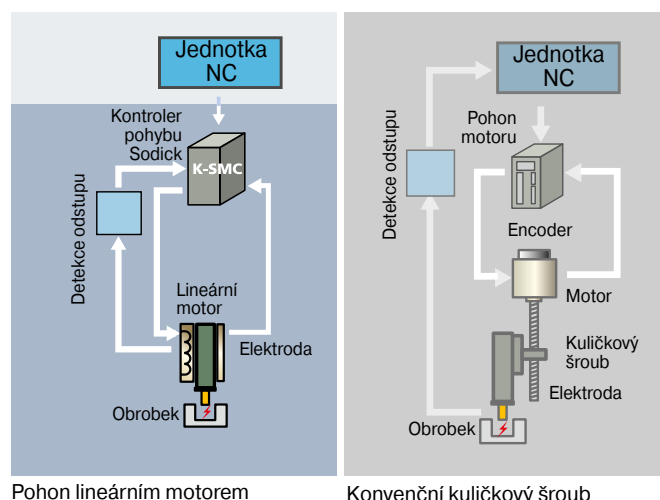 Jednotka
NC
Kontroler
pohybu
Sodick
K-SMC
Detekce odstupu
Lineární
motor
Elektroda
Obrobek
Pohon lineárním motorem
Jednotka
NC
Pohon
motoru
Detekce odstupu
Encoder
Motor
Kuličkový
šroub
Elektroda
Obrobek
Konvenční kuličkový šroub